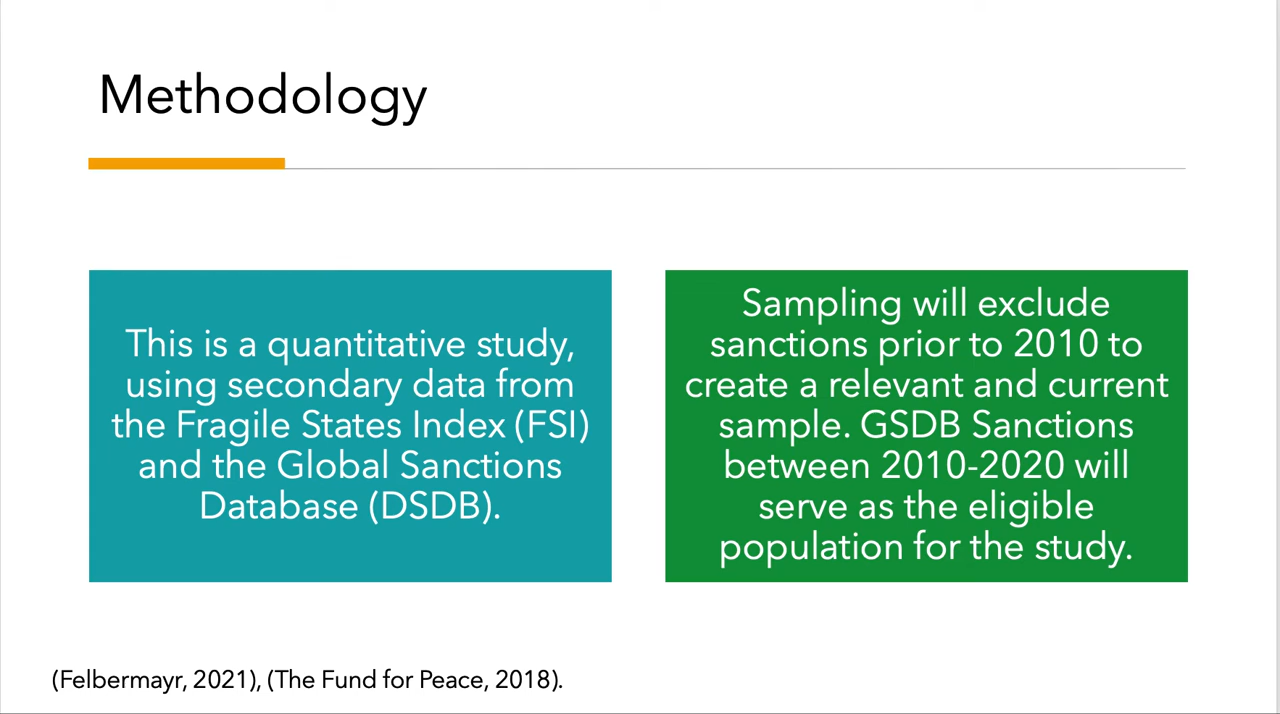 Methodology
This is a quantitative study,
using secondary data from
the Fragile States Index (FSI)
and the Global Sanctions
Database (DSDB).
Sampling will exclude
sanctions prior to 2010 to
create a relevant and current
sample. GSDB Sanctions
between 2010-2020 will
serve as the eligible
population for the study.
(Felbermayr, 2021), (The Fund for Peace, 2018).